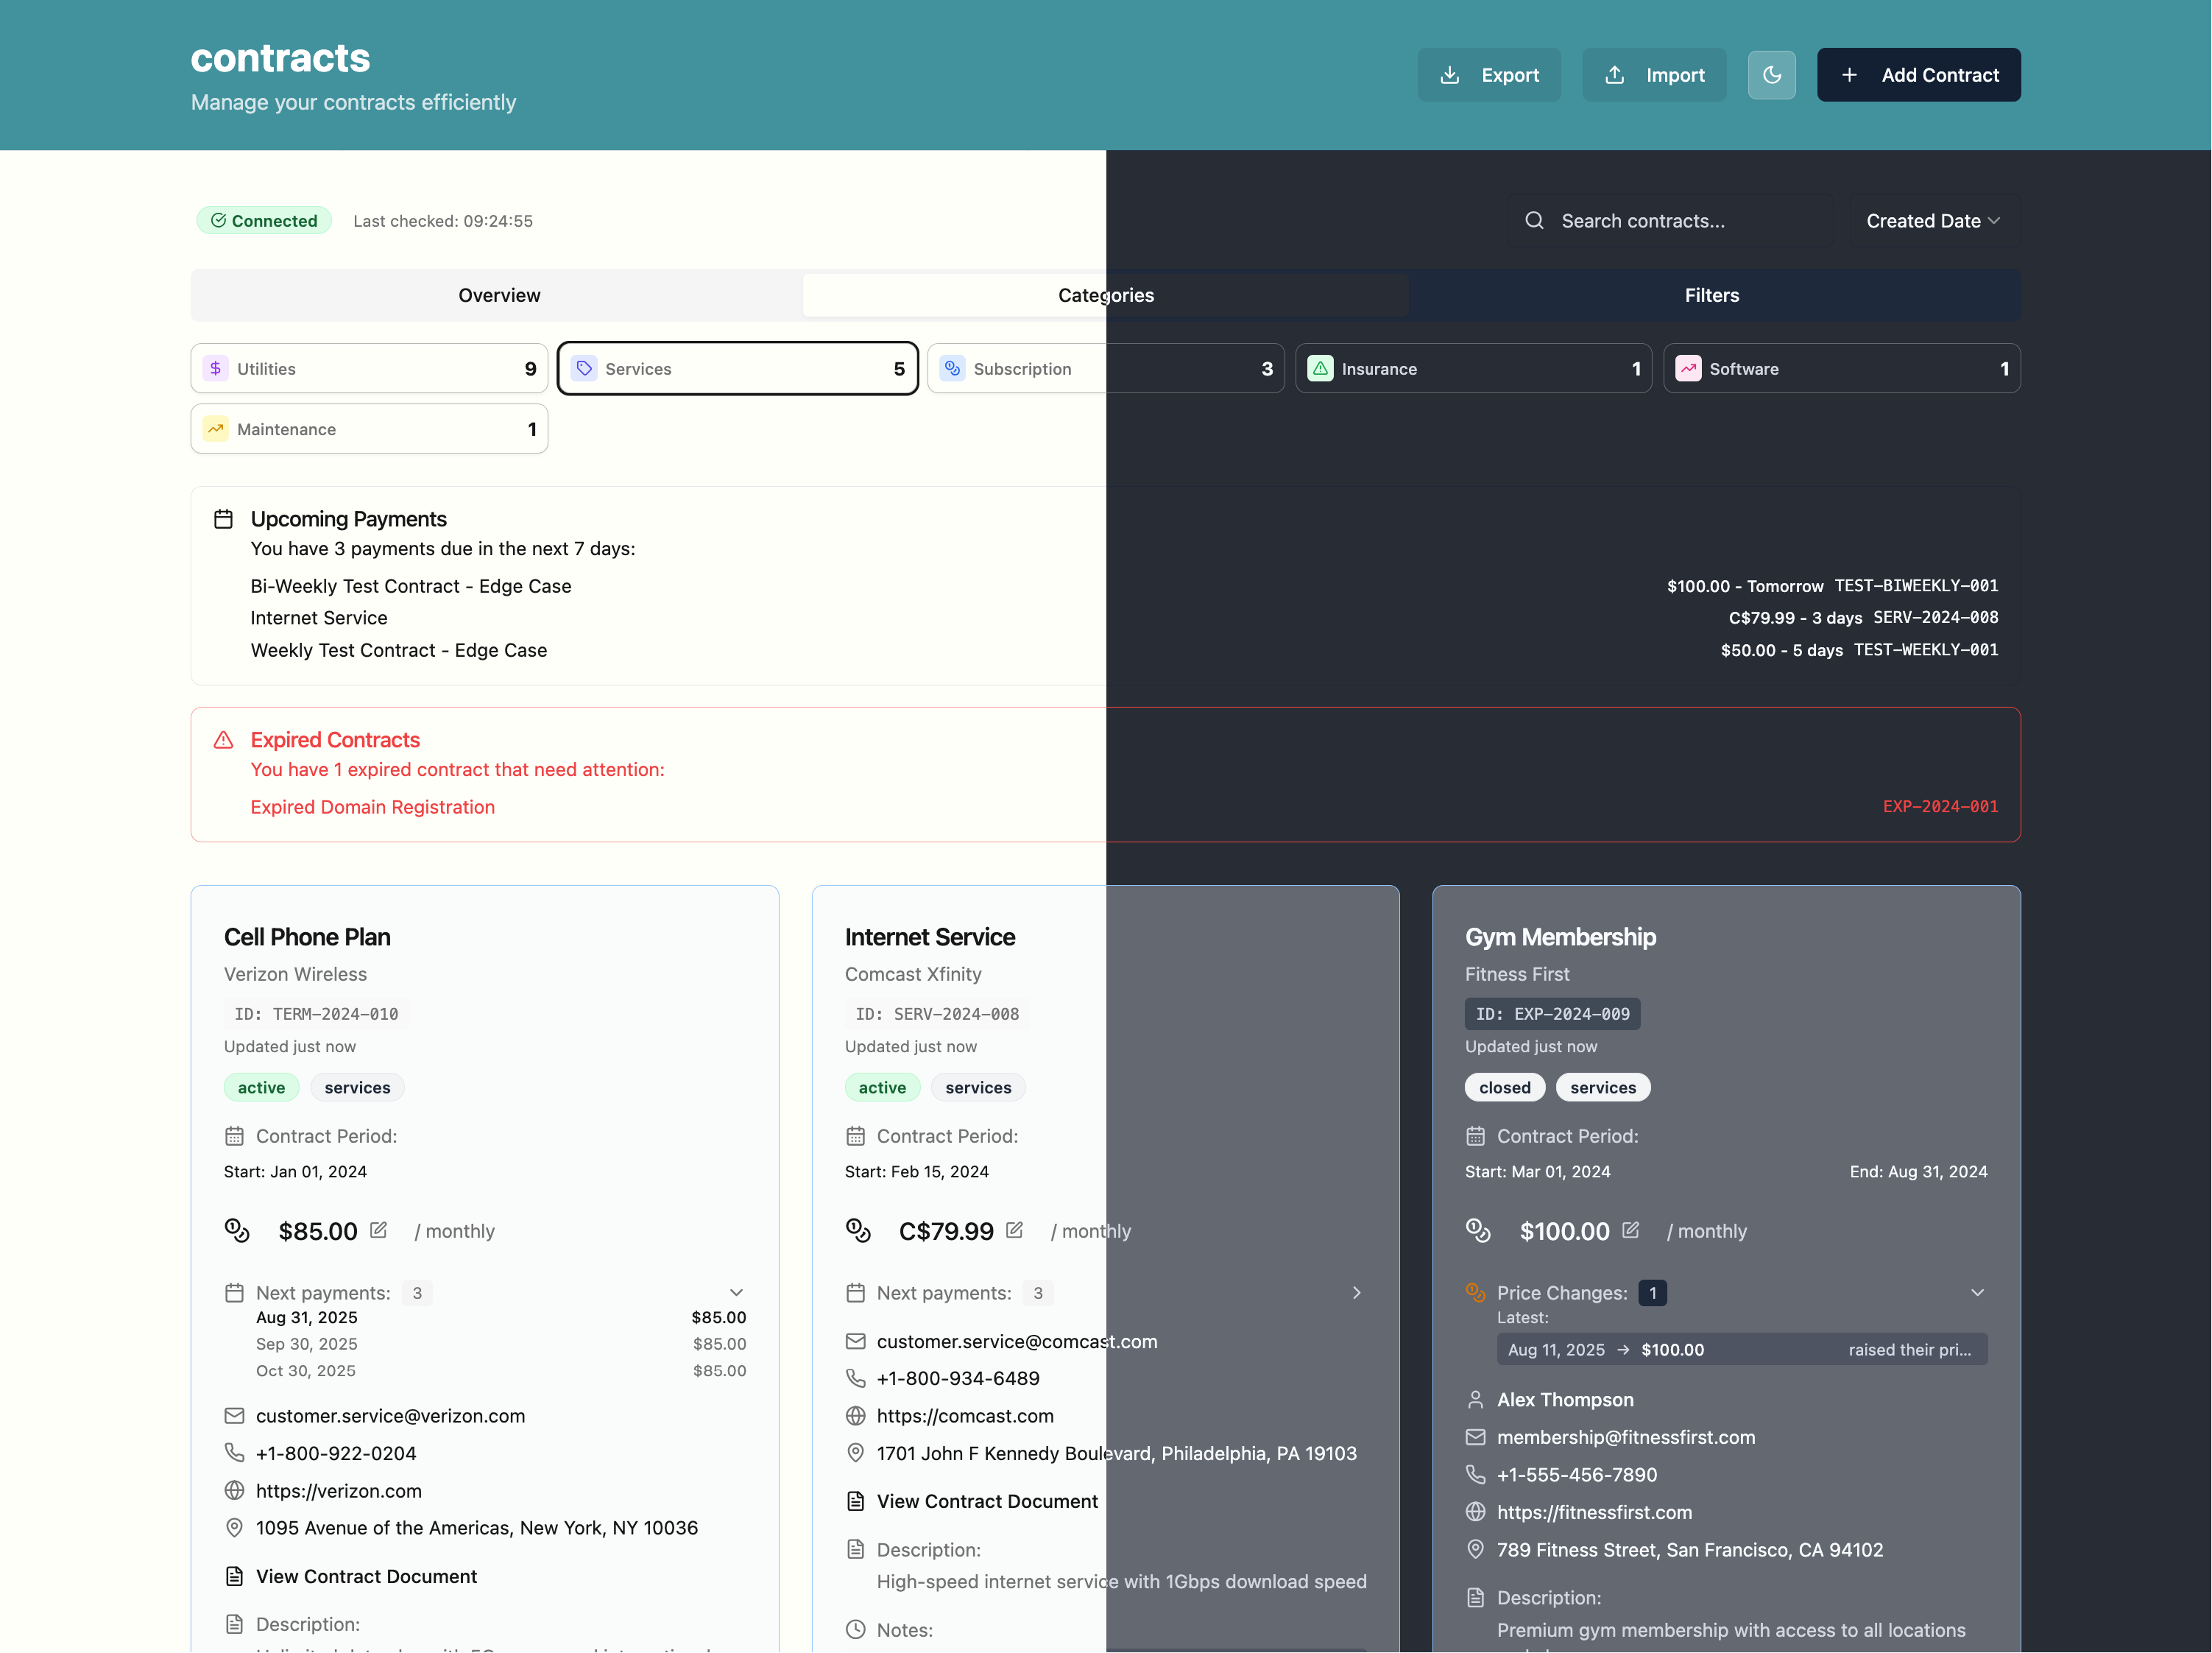 contracts
Manage your contracts efficiently
Export
Import
Add Contract
Connected
Last checked: 09:24:55
Search contracts...
Created Date
Overview
Categories
Filters
Utilities 9
Services 5
Subscription 3
Insurance 1
Software 1
Maintenance 1
Upcoming Payments
You have 3 payments due in the next 7 days:
Bi-Weekly Test Contract - Edge Case $100.00 - Tomorrow TEST-BIWEEKLY-001
Internet Service C$79.99 - 3 days SERV-2024-008
Weekly Test Contract - Edge Case $50.00 - 5 days TEST-WEEKLY-001
Expired Contracts
You have 1 expired contract that need attention:
Expired Domain Registration EXP-2024-001
Cell Phone Plan
Verizon Wireless
ID: TERM-2024-010
Updated just now
active services
Contract Period:
Start: Jan 01, 2024
$85.00 / monthly
Next payments: 3
Aug 31, 2025 $85.00
Sep 30, 2025 $85.00
Oct 30, 2025 $85.00
customer.service@verizon.com
+1-800-922-0204
https://verizon.com
1095 Avenue of the Americas, New York, NY 10036
View Contract Document
Description:
Internet Service
Comcast Xfinity
ID: SERV-2024-008
Updated just now
active services
Contract Period:
Start: Feb 15, 2024
C$79.99 / monthly
Next payments: 3
customer.service@comcast.com
+1-800-934-6489
https://comcast.com
1701 John F Kennedy Boulevard, Philadelphia, PA 19103
View Contract Document
Description:
High-speed internet service with 1Gbps download speed
Notes:
Gym Membership
Fitness First
ID: EXP-2024-009
Updated just now
closed services
Contract Period:
Start: Mar 01, 2024 End: Aug 31, 2024
$100.00 / monthly
Price Changes: 1
Latest:
Aug 11, 2025 → $100.00 raised their pri...
Alex Thompson
membership@fitnessfirst.com
+1-555-456-7890
https://fitnessfirst.com
789 Fitness Street, San Francisco, CA 94102
Description:
Premium gym membership with access to all locations